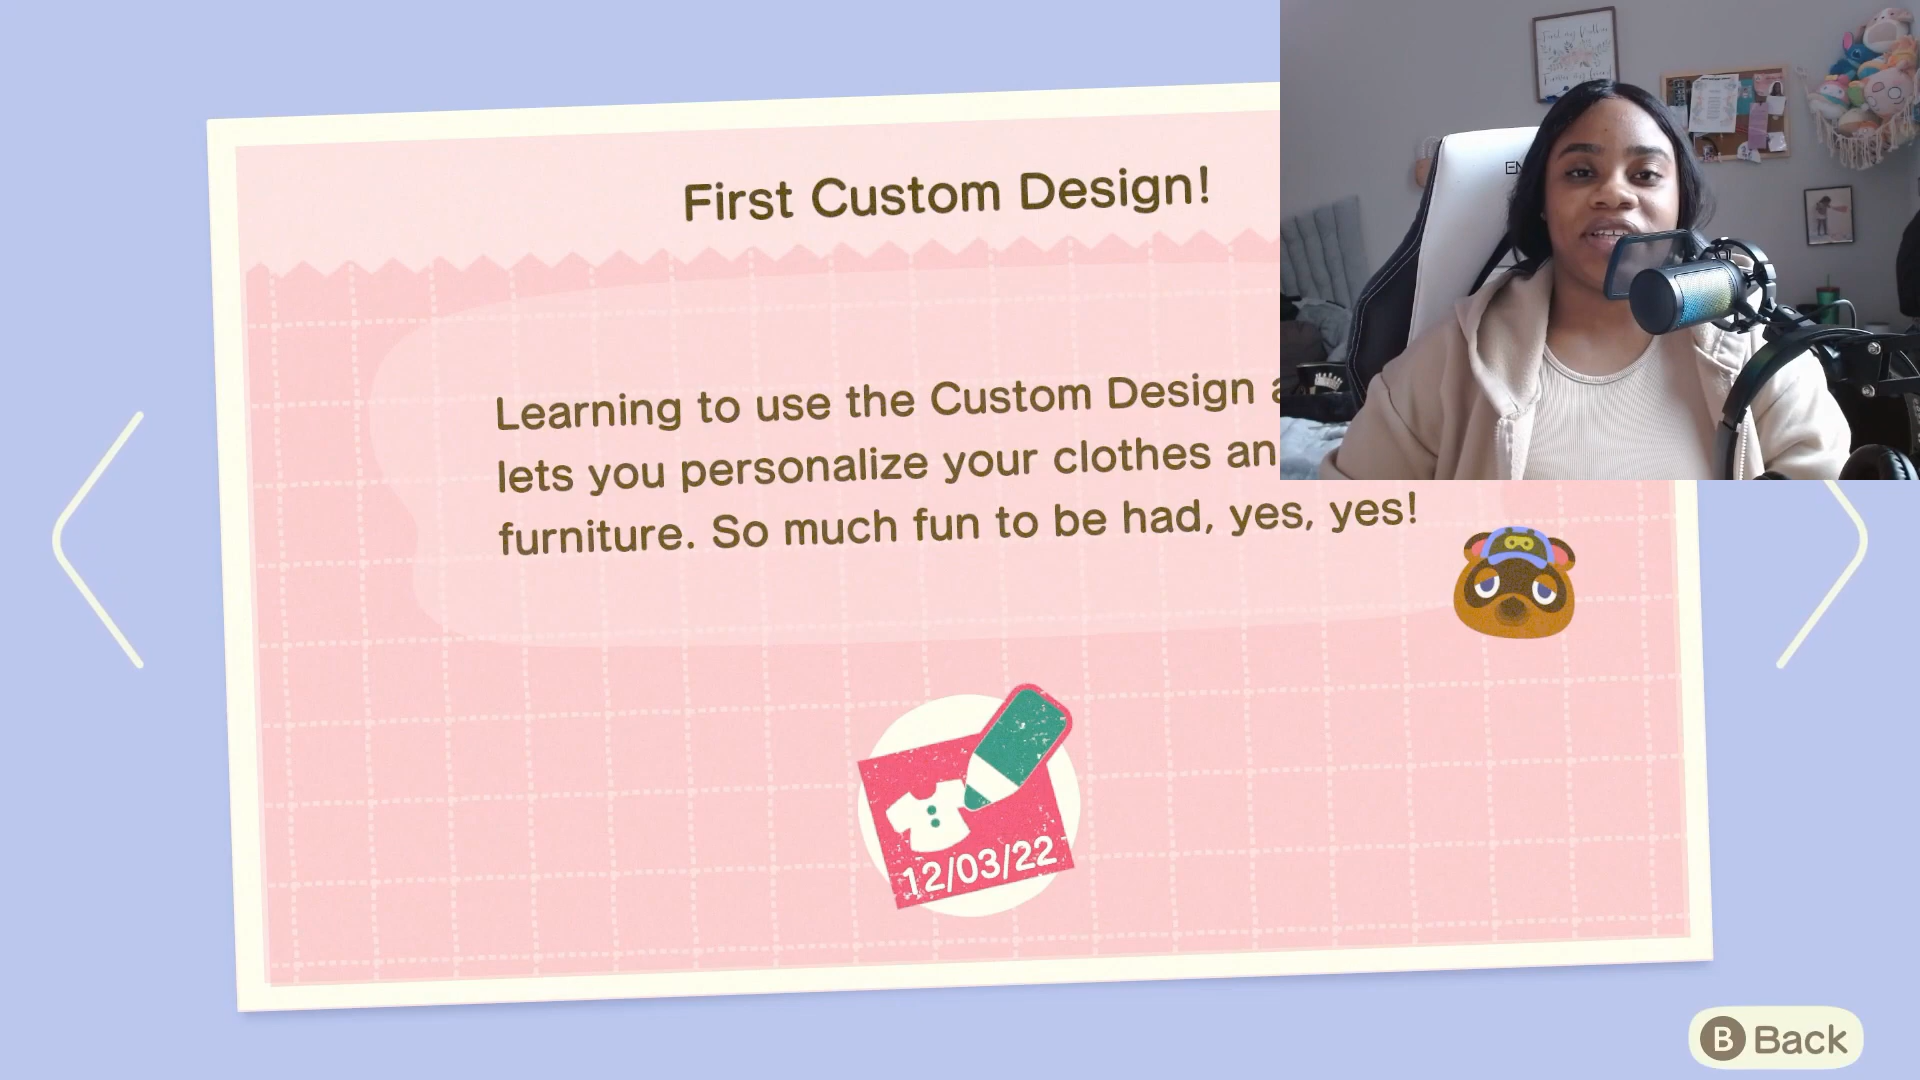 First Custom Design!
Learning to use the Custom Design
lets you personalize your clothes
furniture. So much fun to be had, yes, yes!
12/03/22
B Back